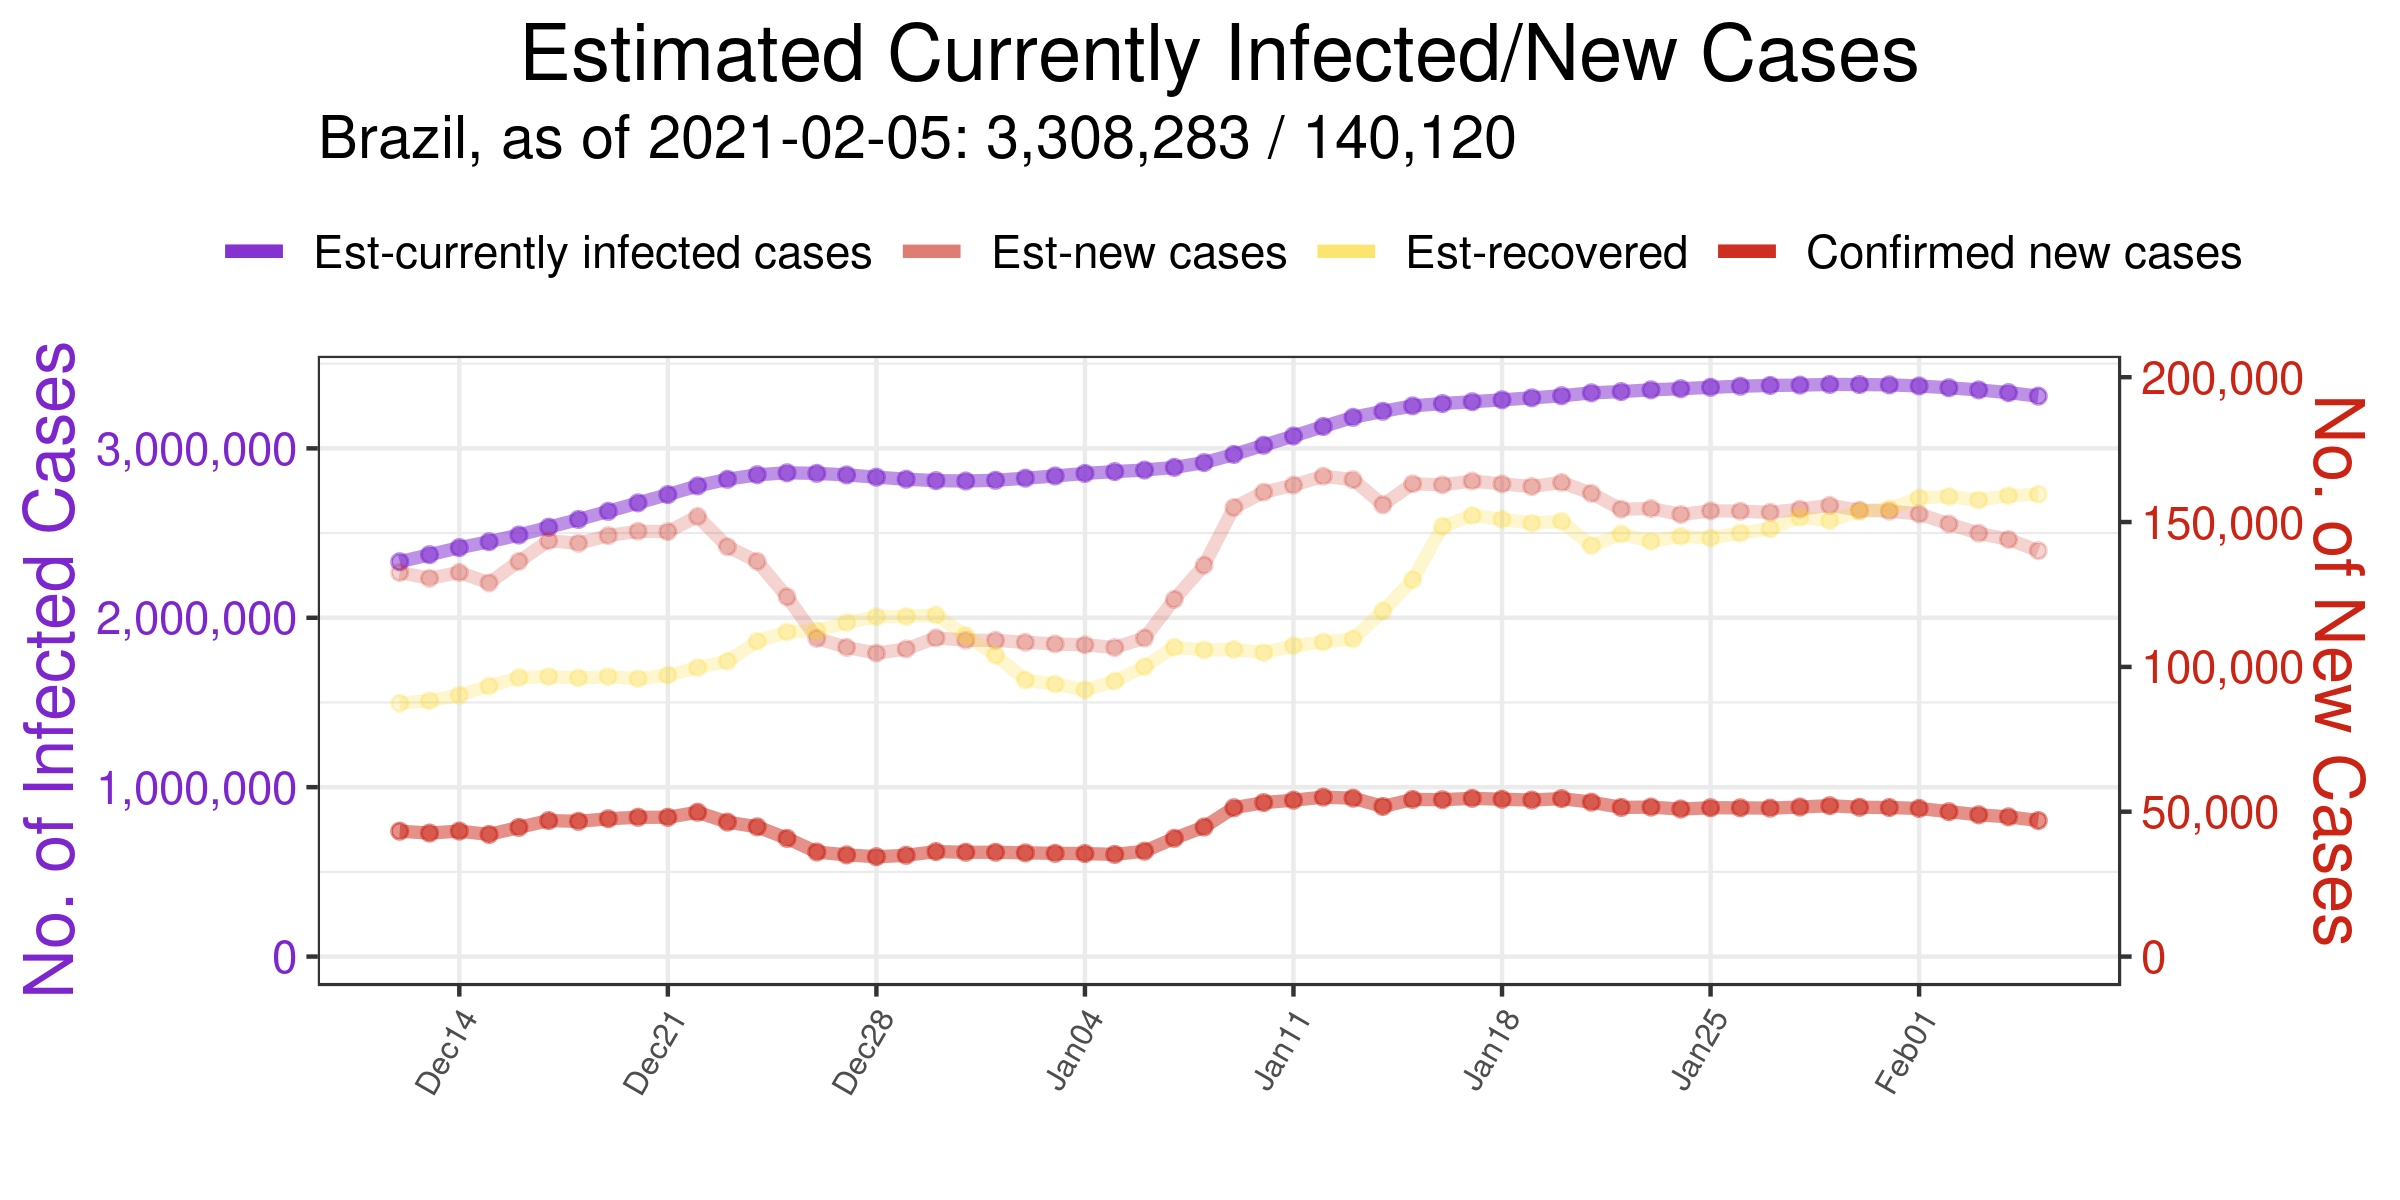 Estimated Currently Infected/New Cases
Brazil, as of 2021-02-05: 3,308,283 / 140,120
Est-currently infected cases Est-new cases Est-recovered Confirmed new cases
No. of Infected Cases
3,000,000
2,000,000
1,000,000
0
200,000
150,000
100,000
50,000
0
No. of New Cases
Dec14 Dec21 Dec28 Jan04 Jan11 Jan18 Jan25 Feb01